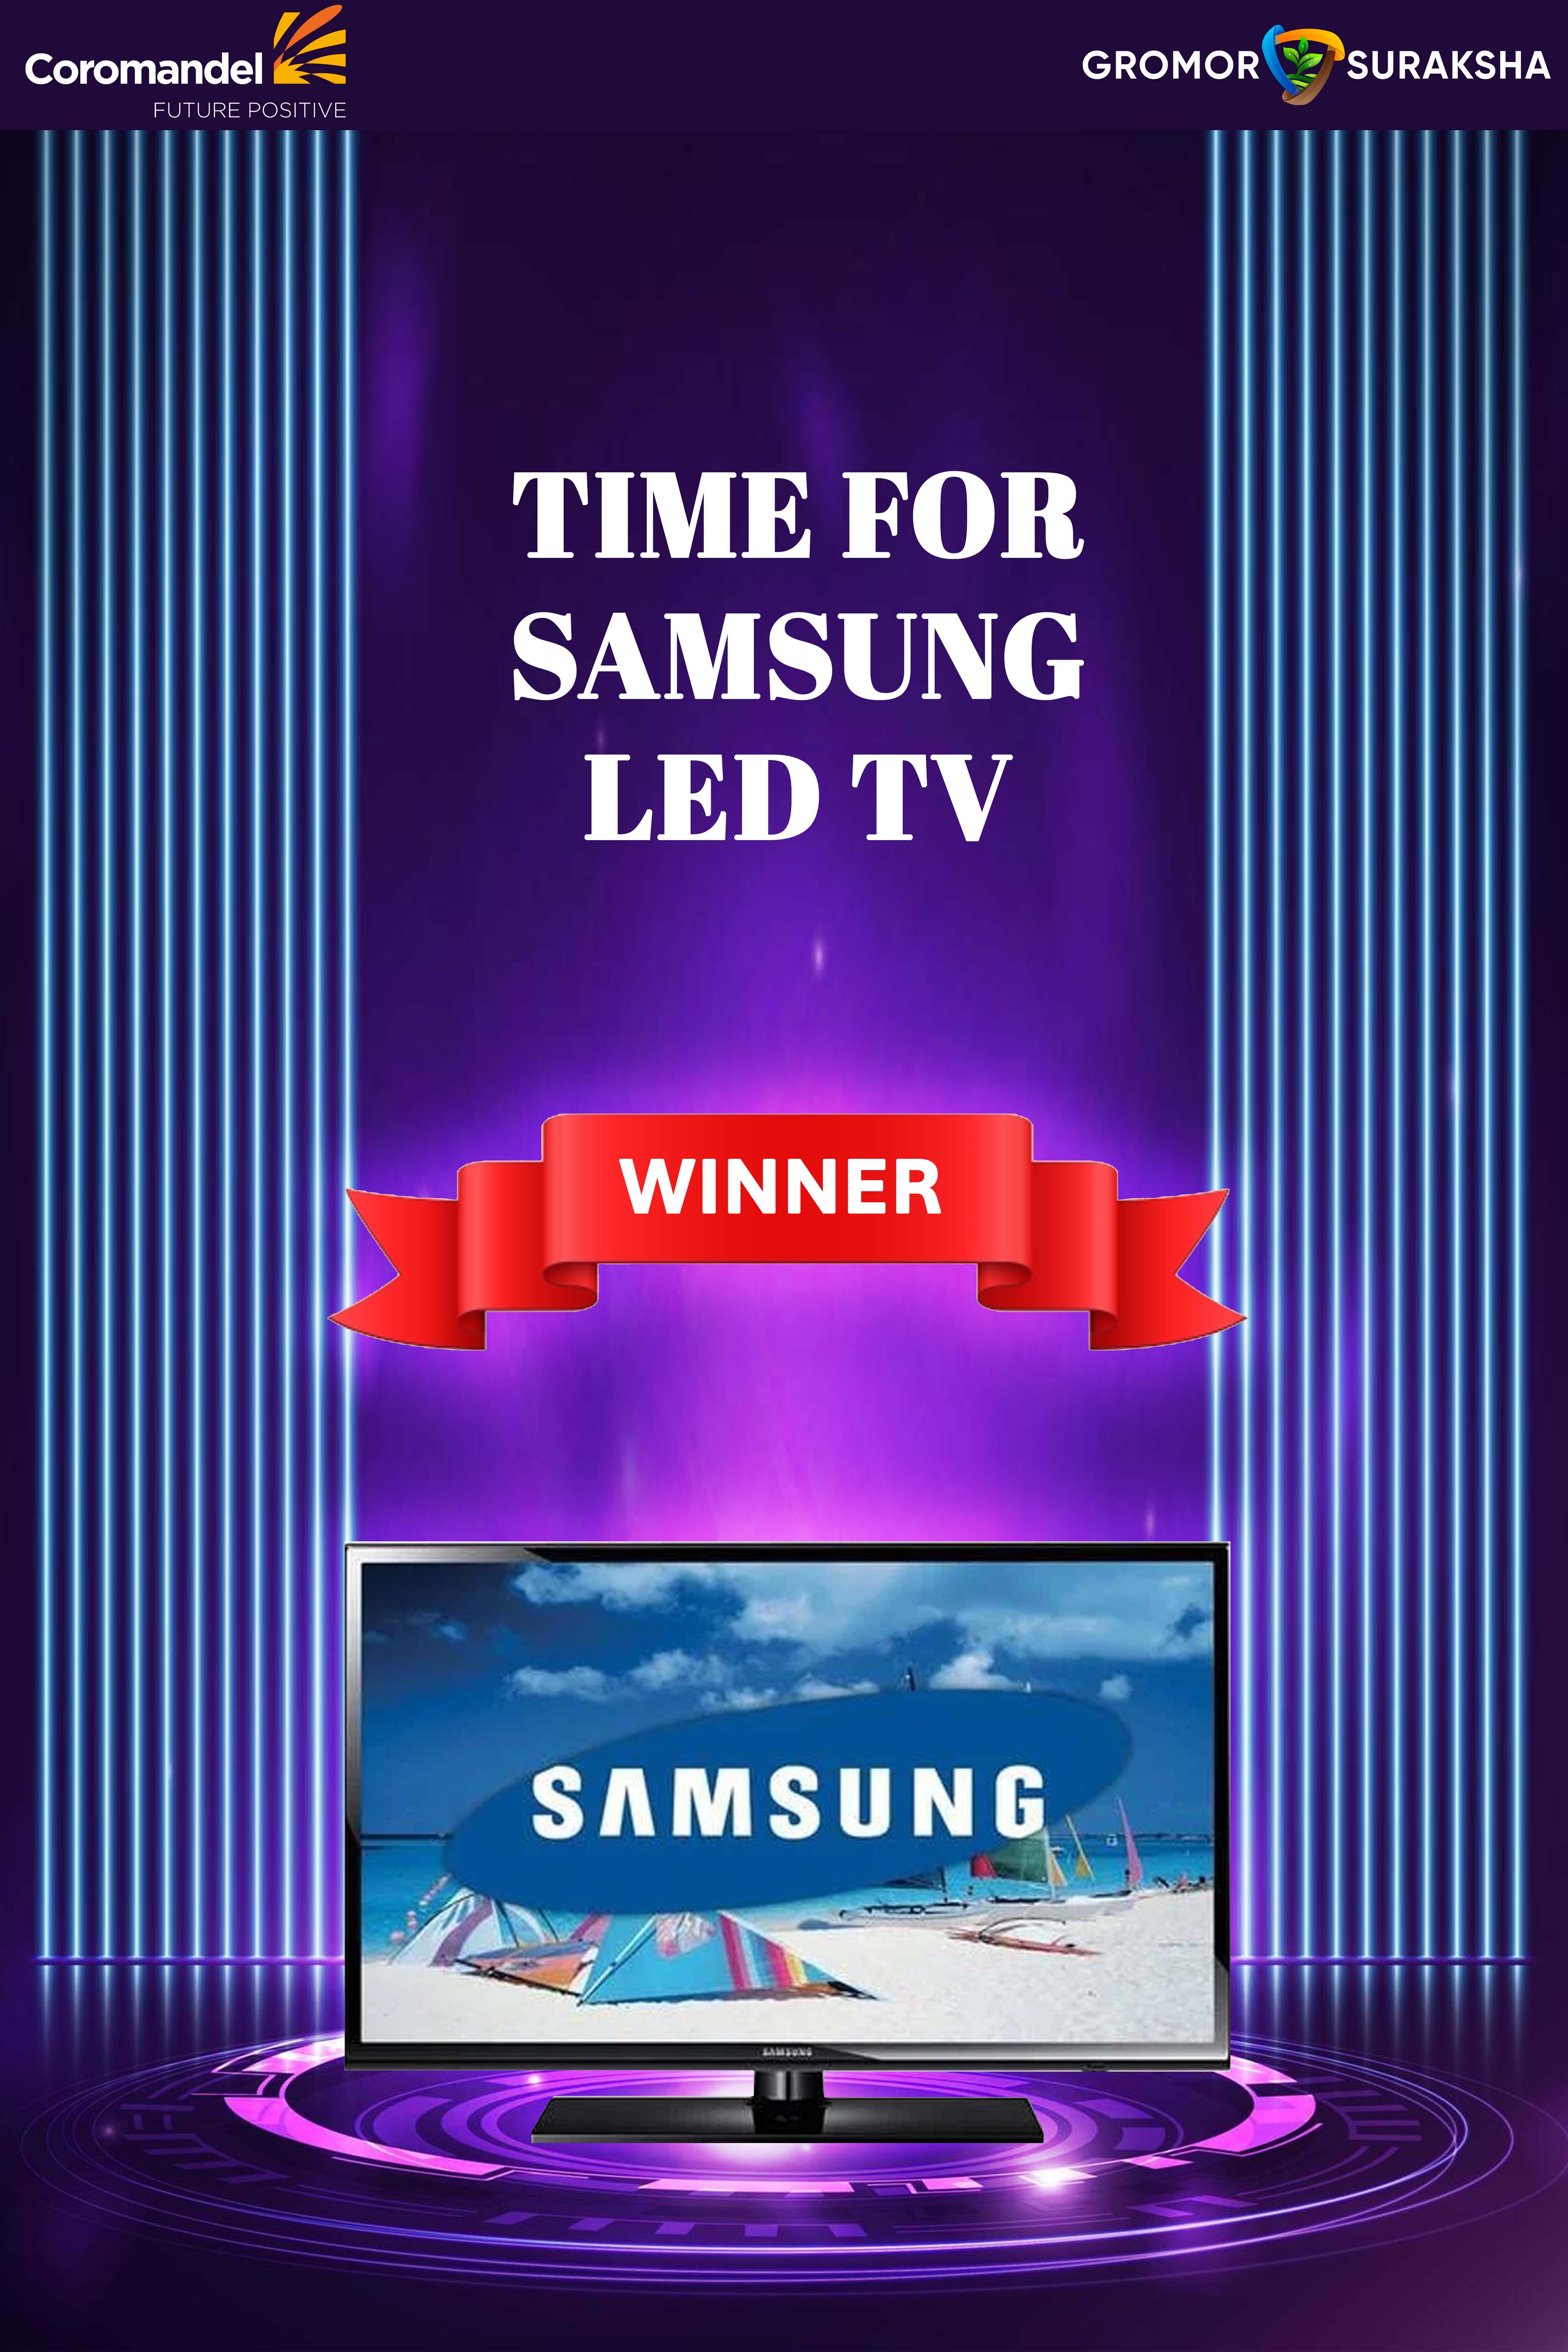 Coromandel
FUTURE POSITIVE
GROMOR SURAKSHA
TIME FOR
SAMSUNG
LED TV
WINNER
SAMSUNG
SAMSUNG